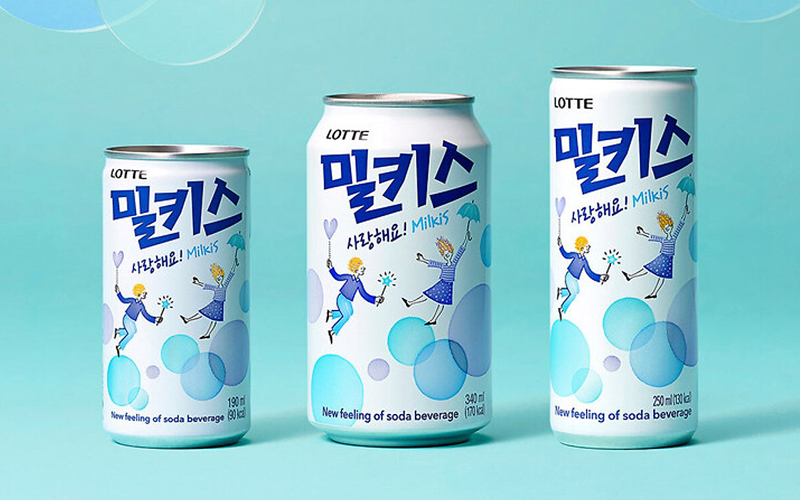 LOTTE
밀키스
사랑해요! Milkis
190 ml
(90 kcal)
New feeling of soda beverage
LOTTE
밀키스
사랑해요! Milkis
340 ml
(170 kcal)
New feeling of soda beverage
LOTTE
밀키스
사랑해요! Milkis
250 ml (130 kcal)
New feeling of soda beverage